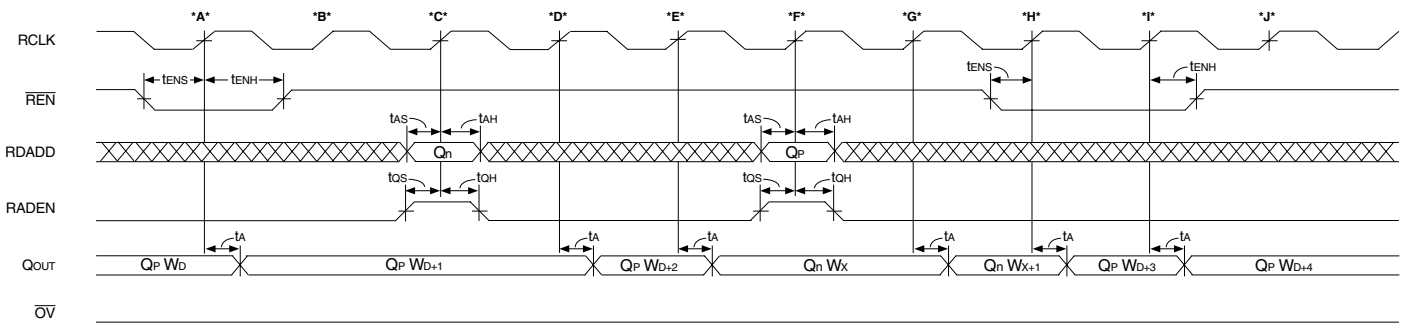 *A* *B* *C* *D* *E* *F* *G* *H* *I* *J*
RCLK
tENS tENH tENS tENH
REN
tAS tAH tAS tAH
RDADD Qn QP
tQS tQH tQS tQH
RADEN
tA tA tA tA tA tA
QOUT QP WD QP WD+1 QP WD+2 Qn WX Qn WX+1 QP WD+3 QP WD+4
OV